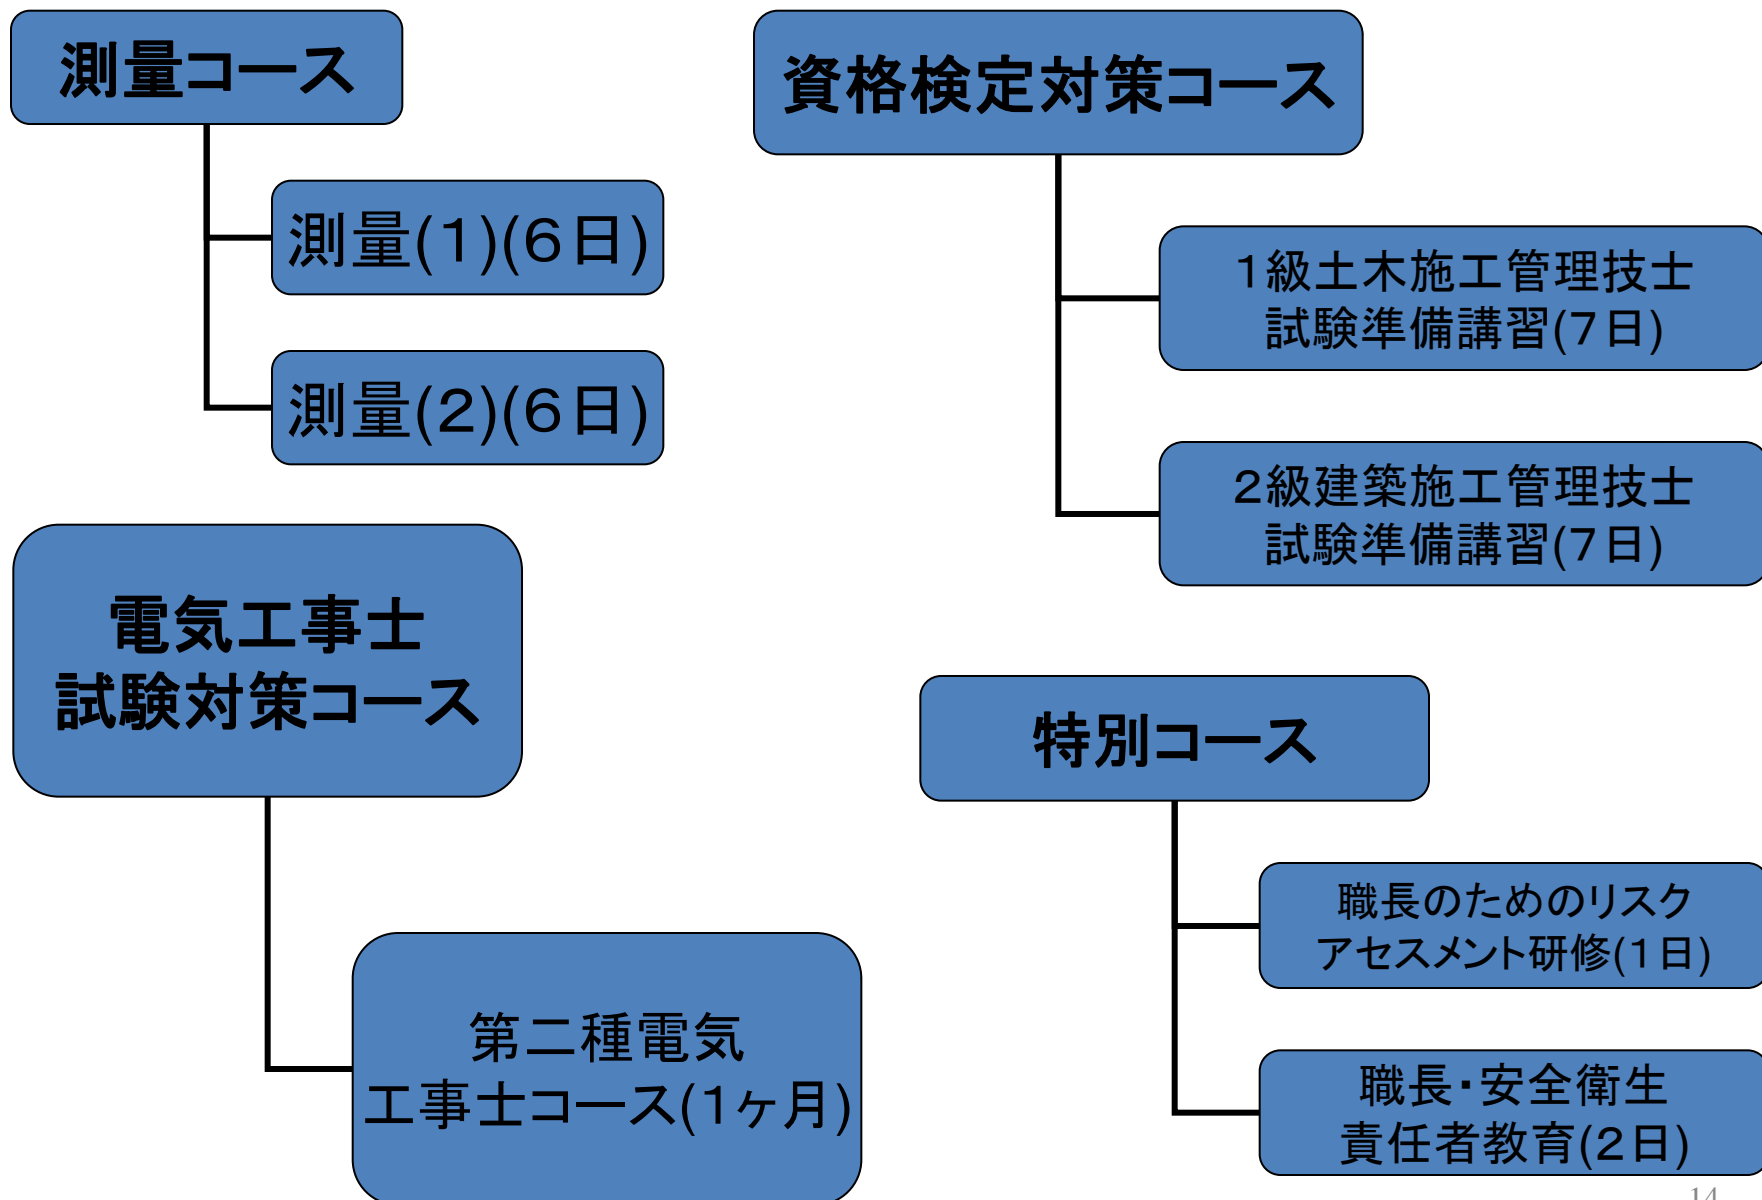 測量コース
測量(1)(6日)
測量(2)(6日)
資格検定対策コース
1級土木施工管理技士
試験準備講習(7日)
2級建築施工管理技士
試験準備講習(7日)
電気工事士
試験対策コース
第二種電気
工事士コース(1ヶ月)
特別コース
職長のためのリスク
アセスメント研修(1日)
職長・安全衛生
責任者教育(2日)
14